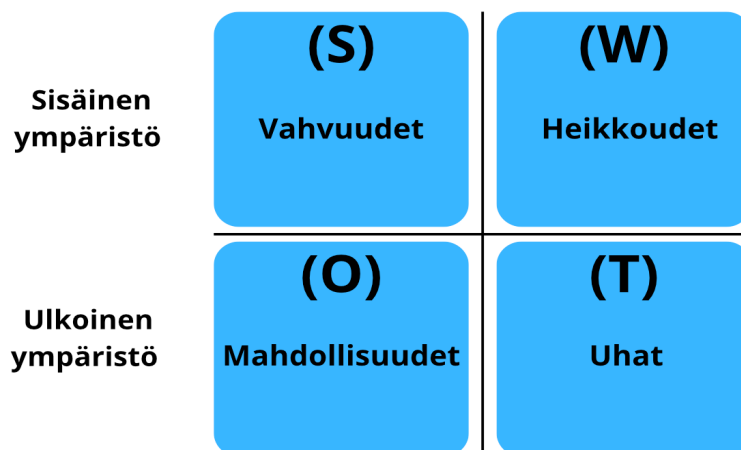 Sisäinen
ympäristö
(S)
Vahvuudet
(W)
Heikkoudet
Ulkoinen
ympäristö
(O)
Mahdollisuudet
(T)
Uhat